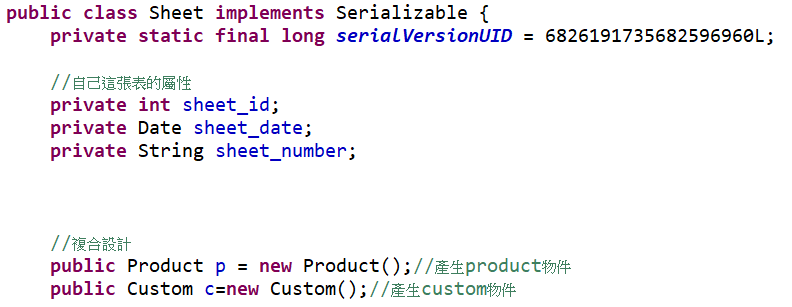 public class Sheet implements Serializable {
private static final long serialVersionUID = 6826191735682596960L;
//自己這張表的屬性
private int sheet_id;
private Date sheet_date;
private String sheet_number;
//複合設計
public Product p = new Product();//產生product物件
public Custom c=new Custom();//產生custom物件